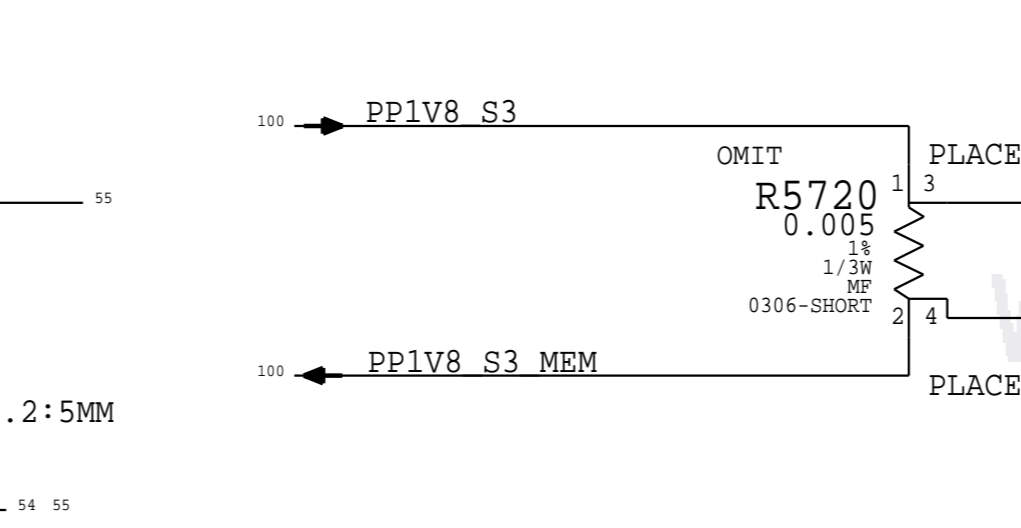 100 PP1V8_S3
OMIT PLACE
55
1 3
R5720
0.005
1%
1/3W
MF
0306-SHORT
2 4
100 PP1V8_S3_MEM
PLACE
.2:5MM
54 55